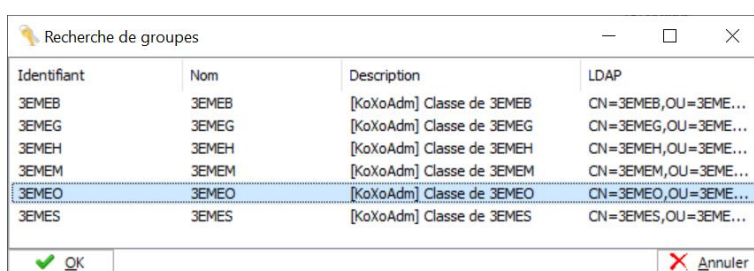 Recherche de groupes
Identifiant Nom Description LDAP
3EMEB 3EMEB [KoXoAdm] Classe de 3EMEB CN=3EMEB,OU=3EME...
3EMEG 3EMEG [KoXoAdm] Classe de 3EMEG CN=3EMEG,OU=3EME...
3EMEH 3EMEH [KoXoAdm] Classe de 3EMEH CN=3EMEH,OU=3EME...
3EMEM 3EMEM [KoXoAdm] Classe de 3EMEM CN=3EMEM,OU=3EME...
3EMEO 3EMEO [KoXoAdm] Classe de 3EMEO CN=3EMEO,OU=3EME...
3EMES 3EMES [KoXoAdm] Classe de 3EMES CN=3EMES,OU=3EME...
OK Annuler